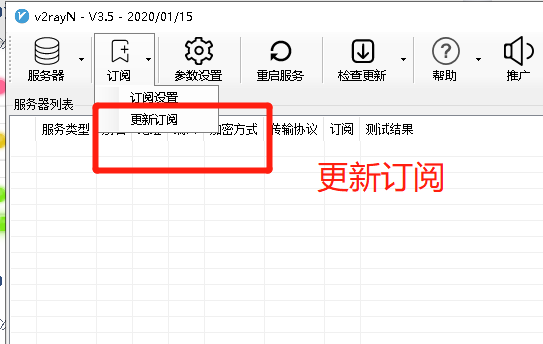 v2rayN - V3.5 - 2020/01/15
服务器 订阅 参数设置 重启服务 检查更新 帮助 推广
订阅设置
服务器列表
更新订阅
服务类型 加密方式 传输协议 订阅 测试结果
更新订阅